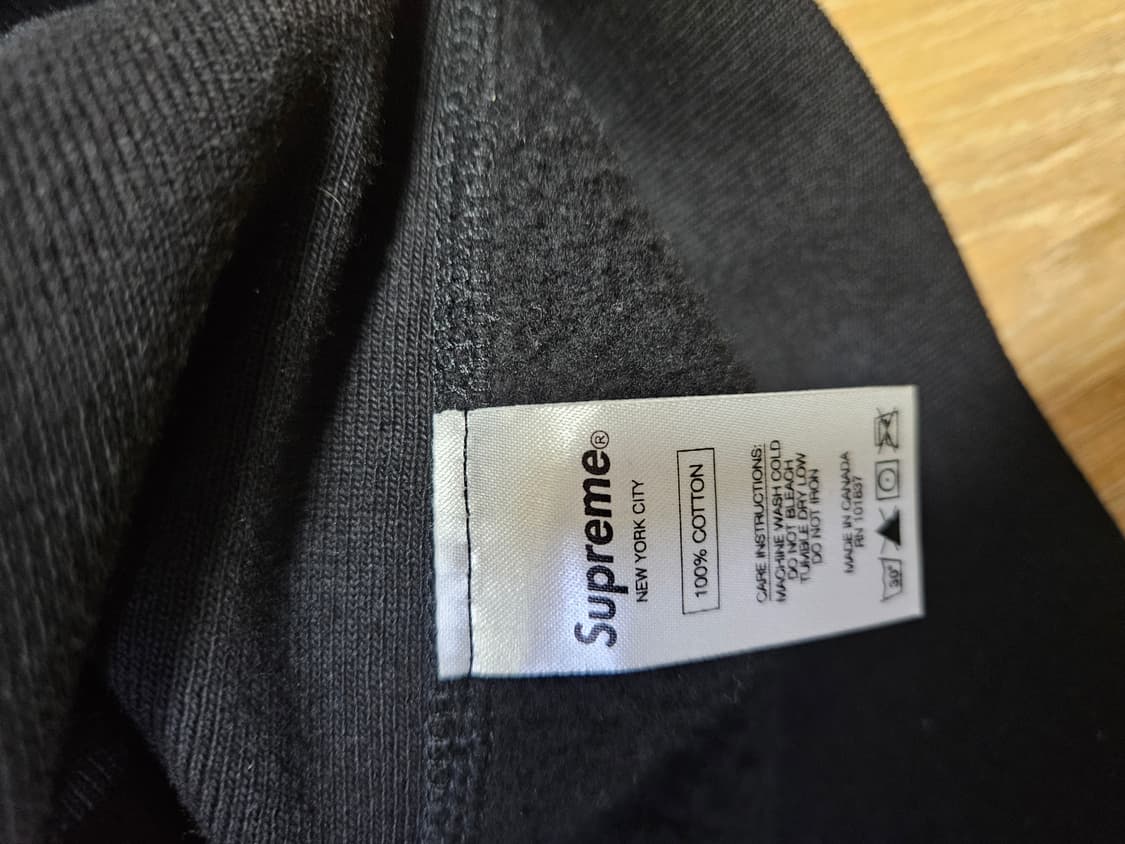 Supreme®
NEW YORK CITY
100% COTTON
CARE INSTRUCTIONS:
MACHINE WASH COLD
DO NOT BLEACH
TUMBLE DRY LOW
DO NOT IRON
MADE IN CANADA
RN 101837
30°